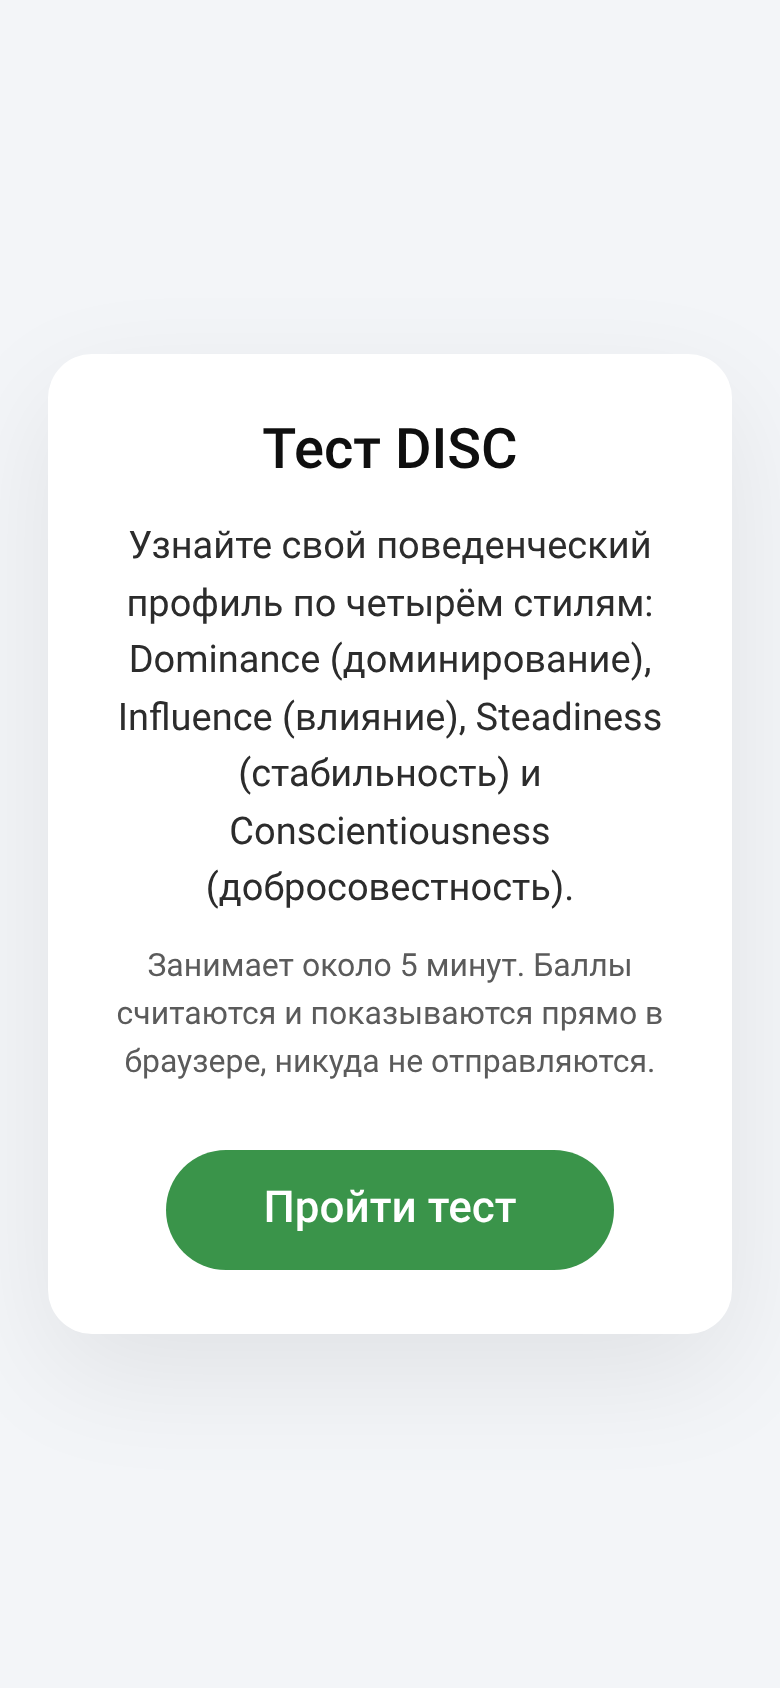 Тест DISC
Узнайте свой поведенческий
профиль по четырём стилям:
Dominance (доминирование),
Influence (влияние), Steadiness
(стабильность) и
Conscientiousness
(добросовестность).
Занимает около 5 минут. Баллы
считаются и показываются прямо в
браузере, никуда не отправляются.
Пройти тест